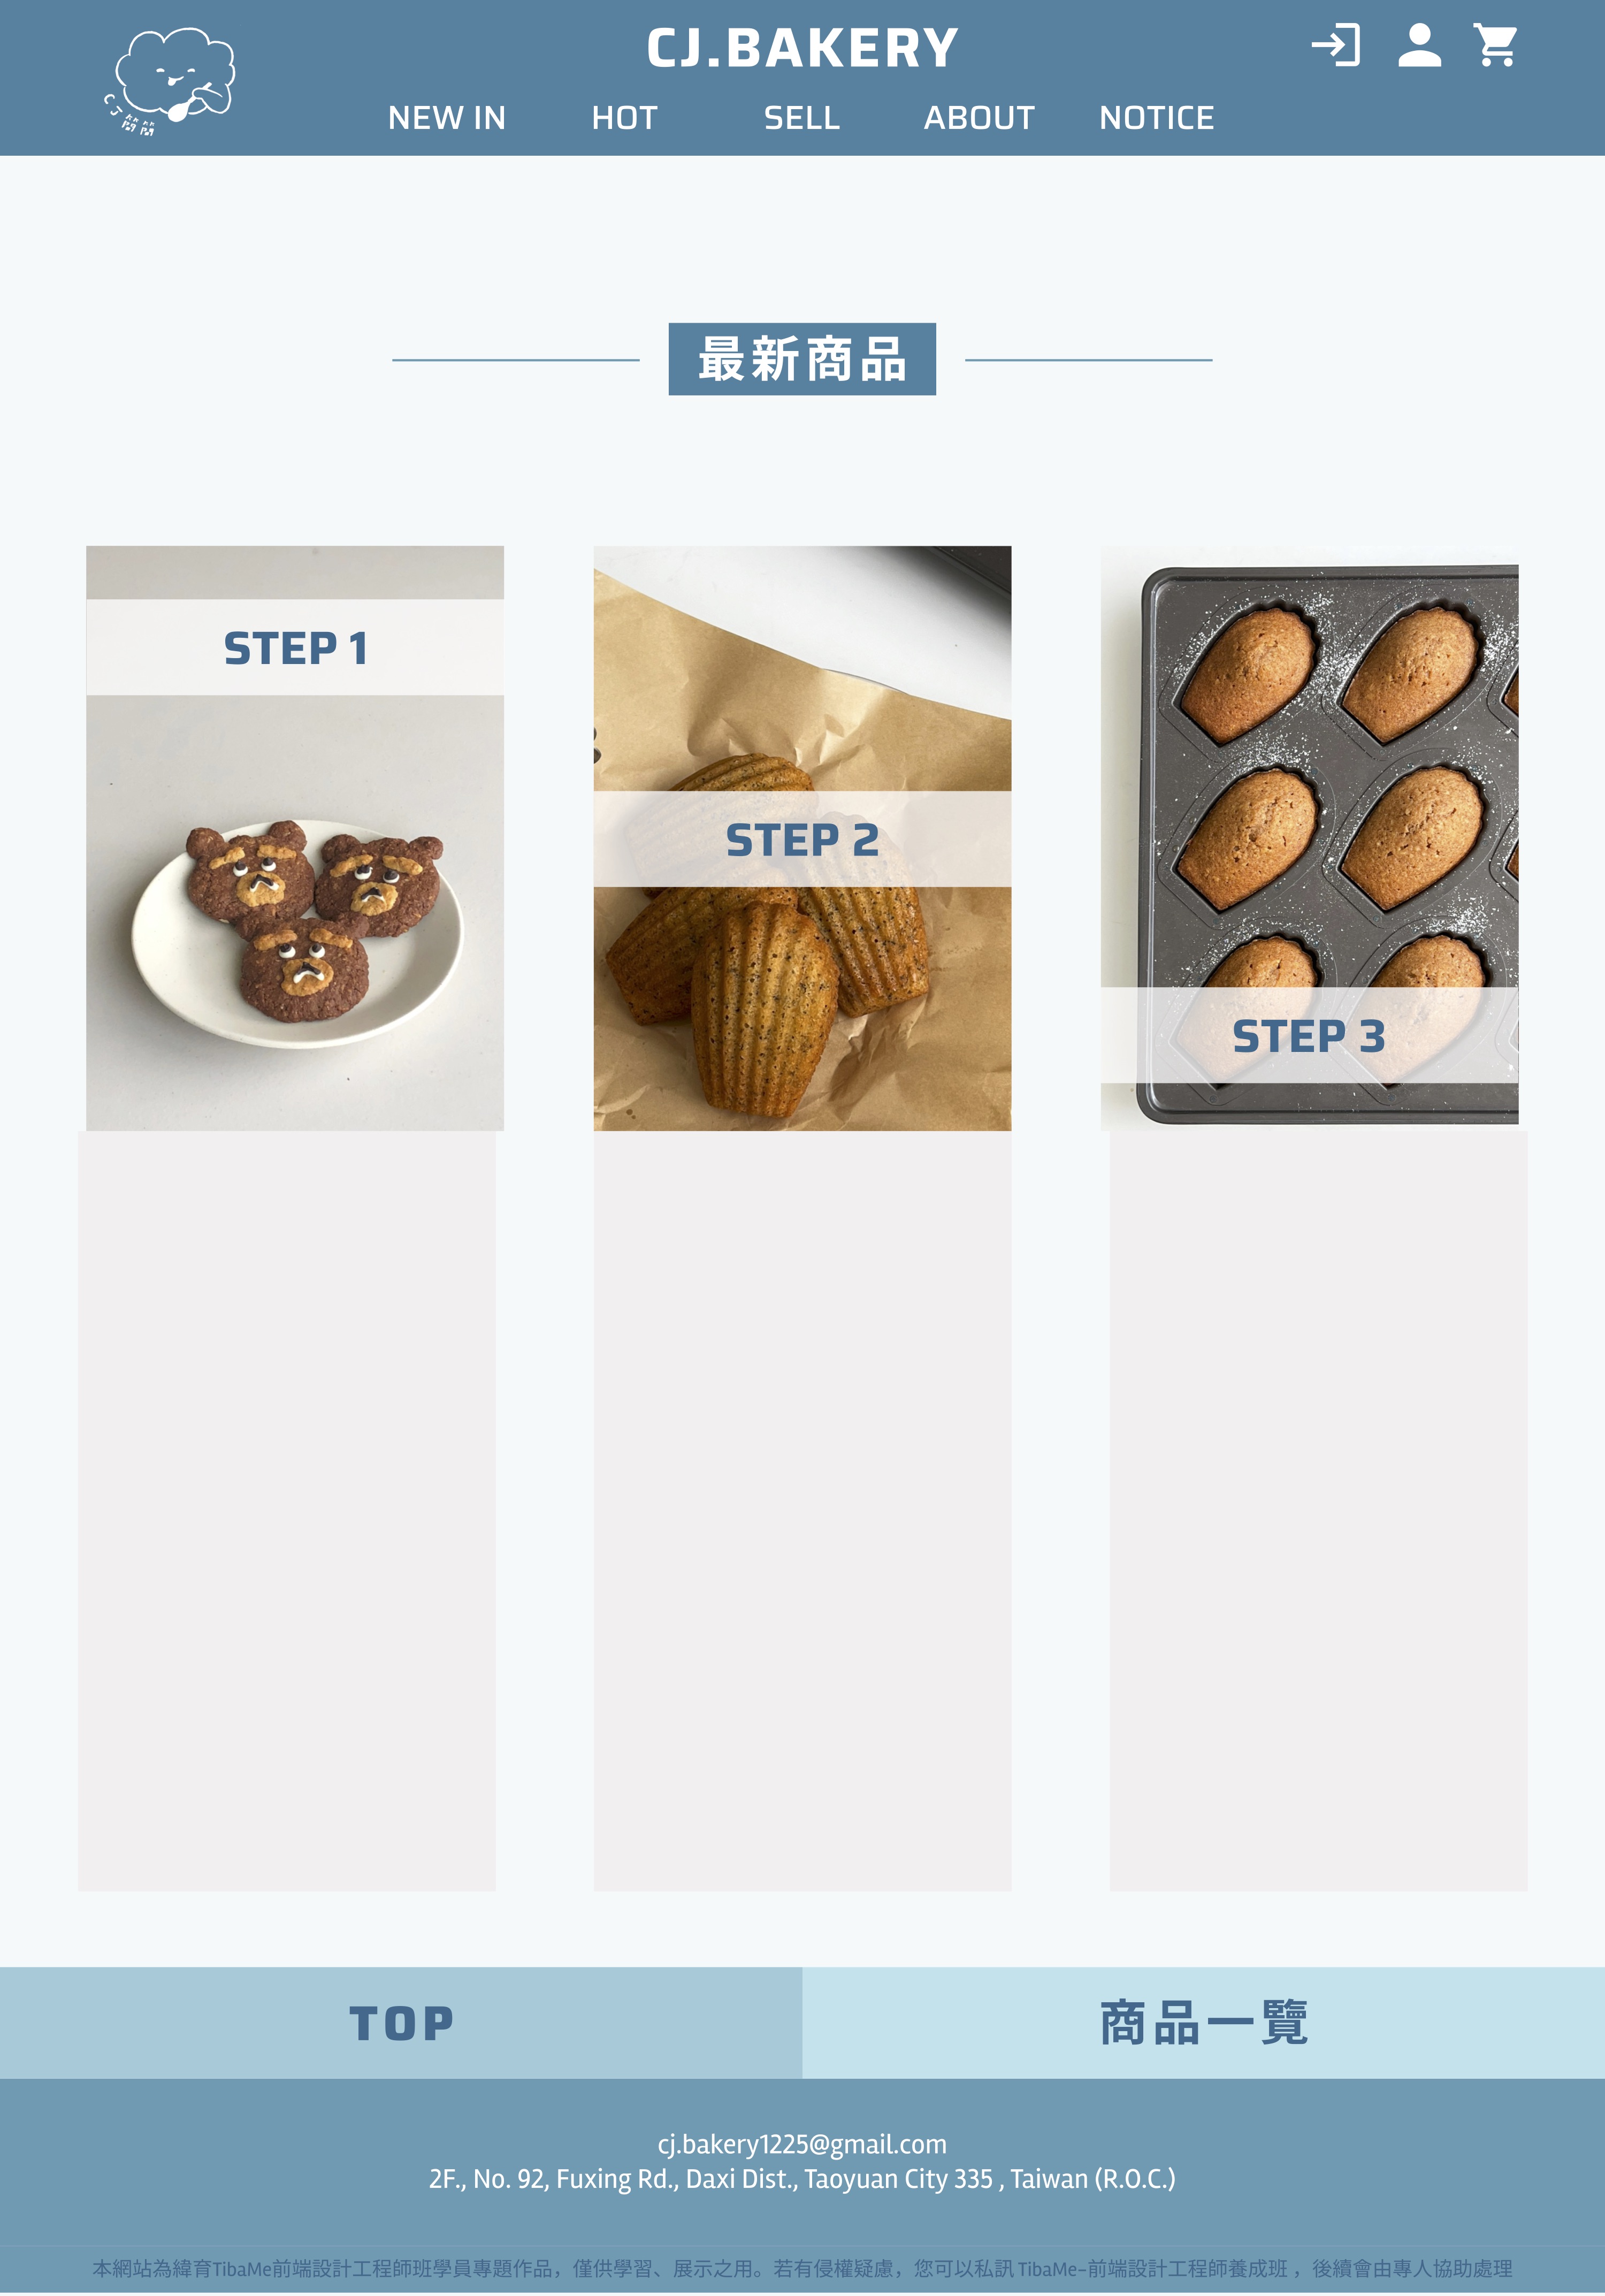 CJ.BAKERY
CJ開開
NEW IN
HOT
SELL
ABOUT
NOTICE
最新商品
STEP 1
STEP 2
STEP 3
TOP
商品一覽
cj.bakery1225@gmail.com
2F., No. 92, Fuxing Rd., Daxi Dist., Taoyuan City 335 , Taiwan (R.O.C.)
本網站為緯育TibaMe前端設計工程師班學員專題作品，僅供學習、展示之用。若有侵權疑慮，您可以私訊 TibaMe-前端設計工程師養成班 ，後續會由專人協助處理